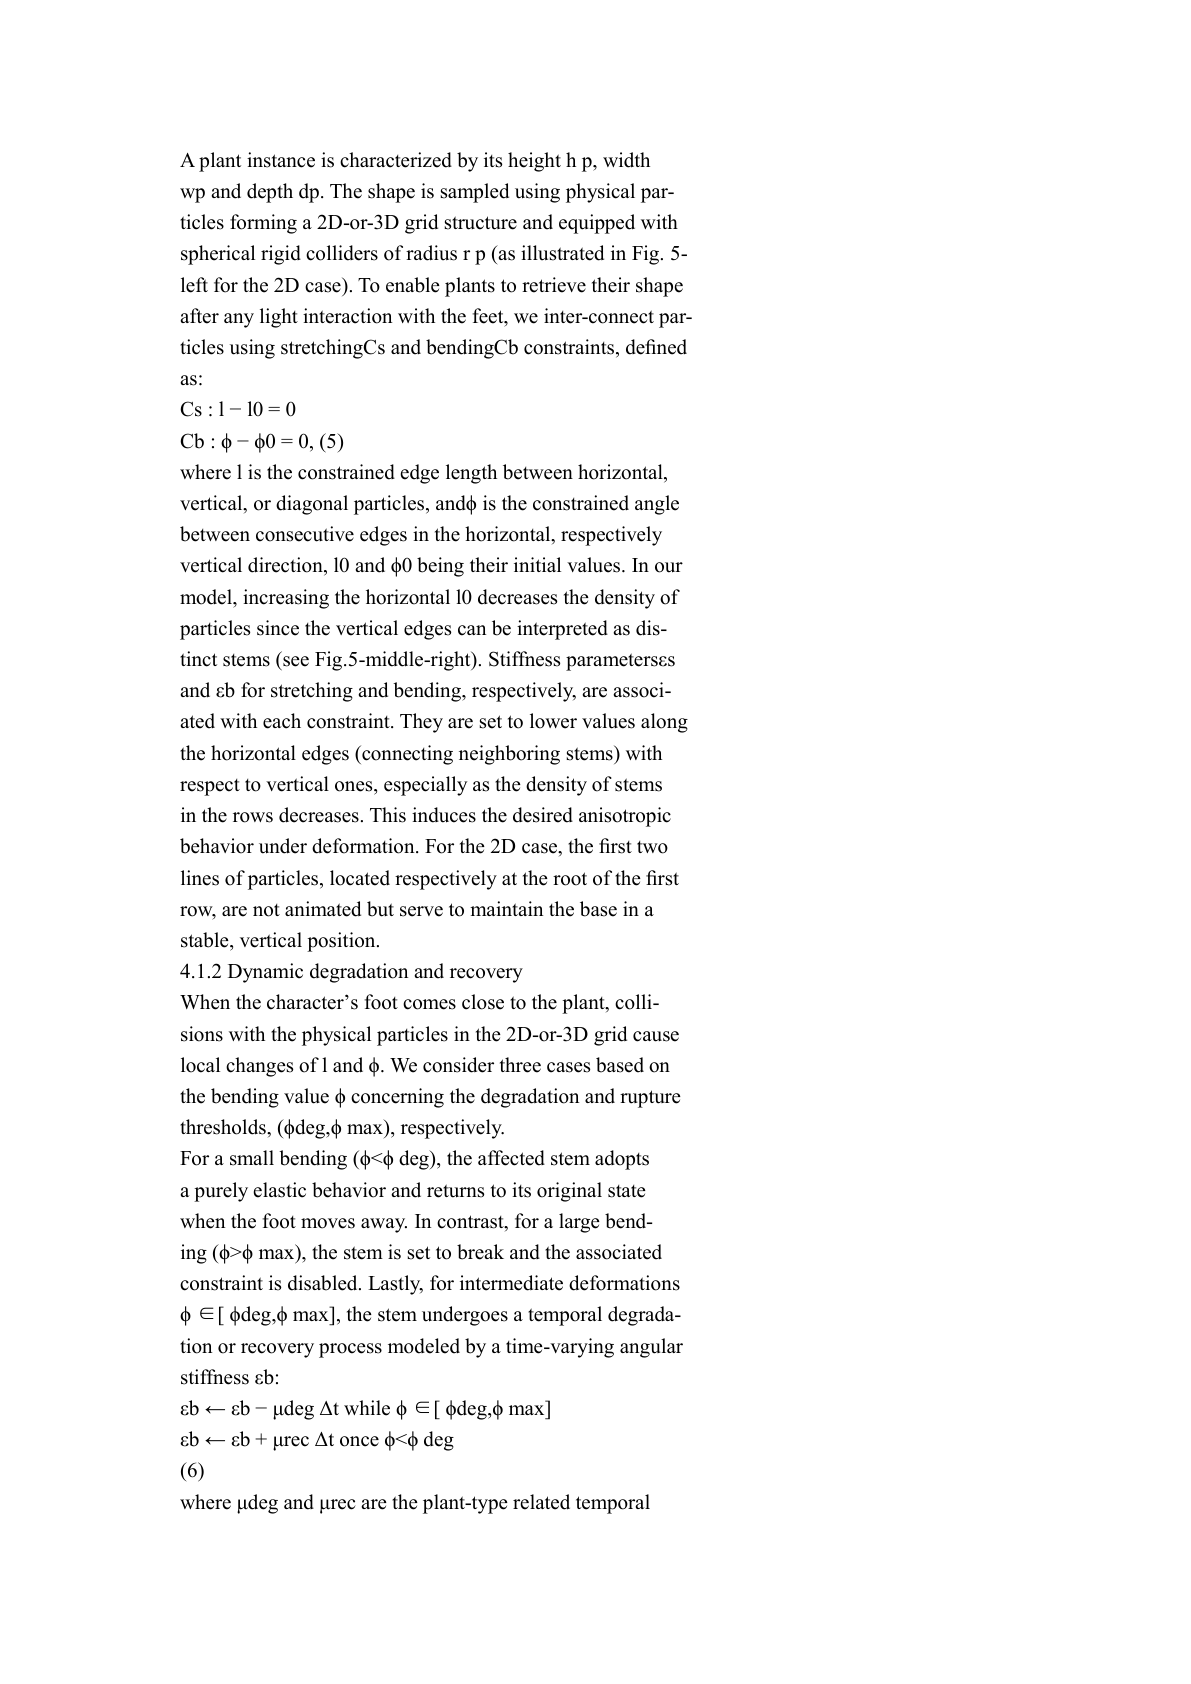 A plant instance is characterized by its height h p, width
wp and depth dp. The shape is sampled using physical par-
ticles forming a 2D-or-3D grid structure and equipped with
spherical rigid colliders of radius r p (as illustrated in Fig. 5-
left for the 2D case). To enable plants to retrieve their shape
after any light interaction with the feet, we inter-connect par-
ticles using stretchingCs and bendingCb constraints, defined
as:
Cs : l − l0 = 0
Cb : ϕ − ϕ0 = 0, (5)
where l is the constrained edge length between horizontal,
vertical, or diagonal particles, andϕ is the constrained angle
between consecutive edges in the horizontal, respectively
vertical direction, l0 and ϕ0 being their initial values. In our
model, increasing the horizontal l0 decreases the density of
particles since the vertical edges can be interpreted as dis-
tinct stems (see Fig.5-middle-right). Stiffness parametersεs
and εb for stretching and bending, respectively, are associ-
ated with each constraint. They are set to lower values along
the horizontal edges (connecting neighboring stems) with
respect to vertical ones, especially as the density of stems
in the rows decreases. This induces the desired anisotropic
behavior under deformation. For the 2D case, the first two
lines of particles, located respectively at the root of the first
row, are not animated but serve to maintain the base in a
stable, vertical position.
4.1.2 Dynamic degradation and recovery
When the character’s foot comes close to the plant, colli-
sions with the physical particles in the 2D-or-3D grid cause
local changes of l and ϕ. We consider three cases based on
the bending value ϕ concerning the degradation and rupture
thresholds, (ϕdeg,ϕ max), respectively.
For a small bending (ϕ<ϕ deg), the affected stem adopts
a purely elastic behavior and returns to its original state
when the foot moves away. In contrast, for a large bend-
ing (ϕ>ϕ max), the stem is set to break and the associated
constraint is disabled. Lastly, for intermediate deformations
ϕ ∈[ ϕdeg,ϕ max], the stem undergoes a temporal degrada-
tion or recovery process modeled by a time-varying angular
stiffness εb:
εb ← εb − μdeg Δt while ϕ ∈[ ϕdeg,ϕ max]
εb ← εb + μrec Δt once ϕ<ϕ deg
(6)
where μdeg and μrec are the plant-type related temporal